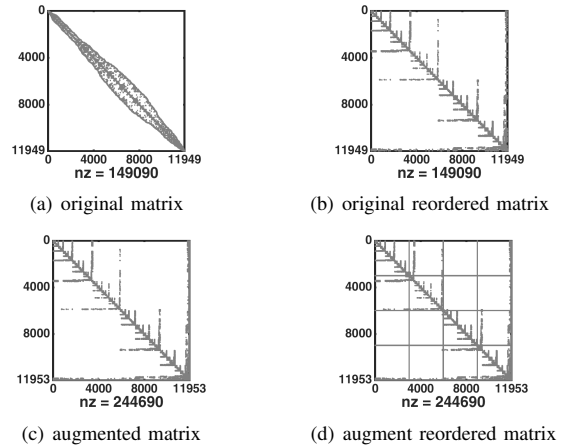 0
4000
8000
11949
0 4000 8000 11949
nz = 149090
(a) original matrix
0
4000
8000
11949
0 4000 8000 11949
nz = 149090
(b) original reordered matrix
0
4000
8000
11953
0 4000 8000 11953
nz = 244690
(c) augmented matrix
0
4000
8000
11953
0 4000 8000 11953
nz = 244690
(d) augment reordered matrix